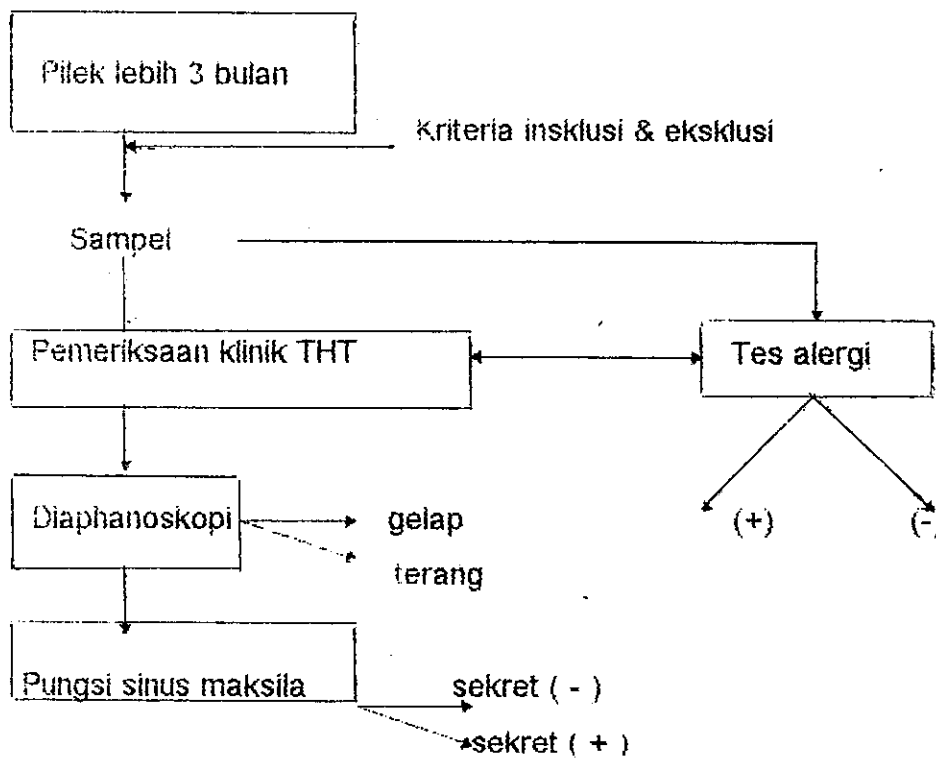 Pilek lebih 3 bulan
Kriteria insklusi & eksklusi
Sampel
Pemeriksaan klinik THT
Tes alergi
Diaphanoskopi
gelap
terang
(+)
(-)
Pungsi sinus maksila
sekret ( - )
sekret ( + )